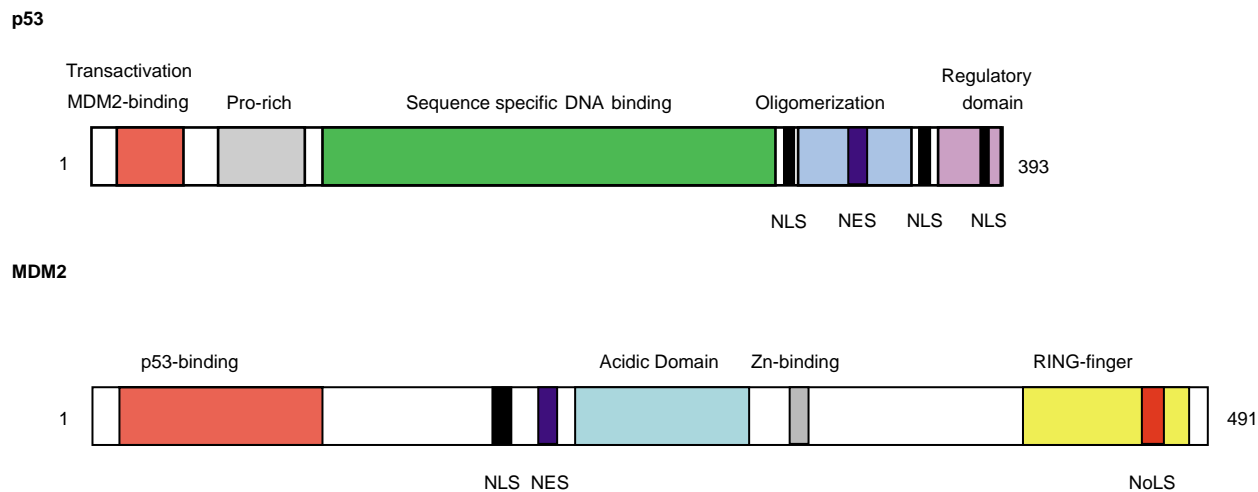 p53
Transactivation
MDM2-binding
Pro-rich
Sequence specific DNA binding
Oligomerization
Regulatory
domain
1
393
NLS
NES
NLS
NLS
MDM2
p53-binding
Acidic Domain
Zn-binding
RING-finger
1
491
NLS
NES
NoLS